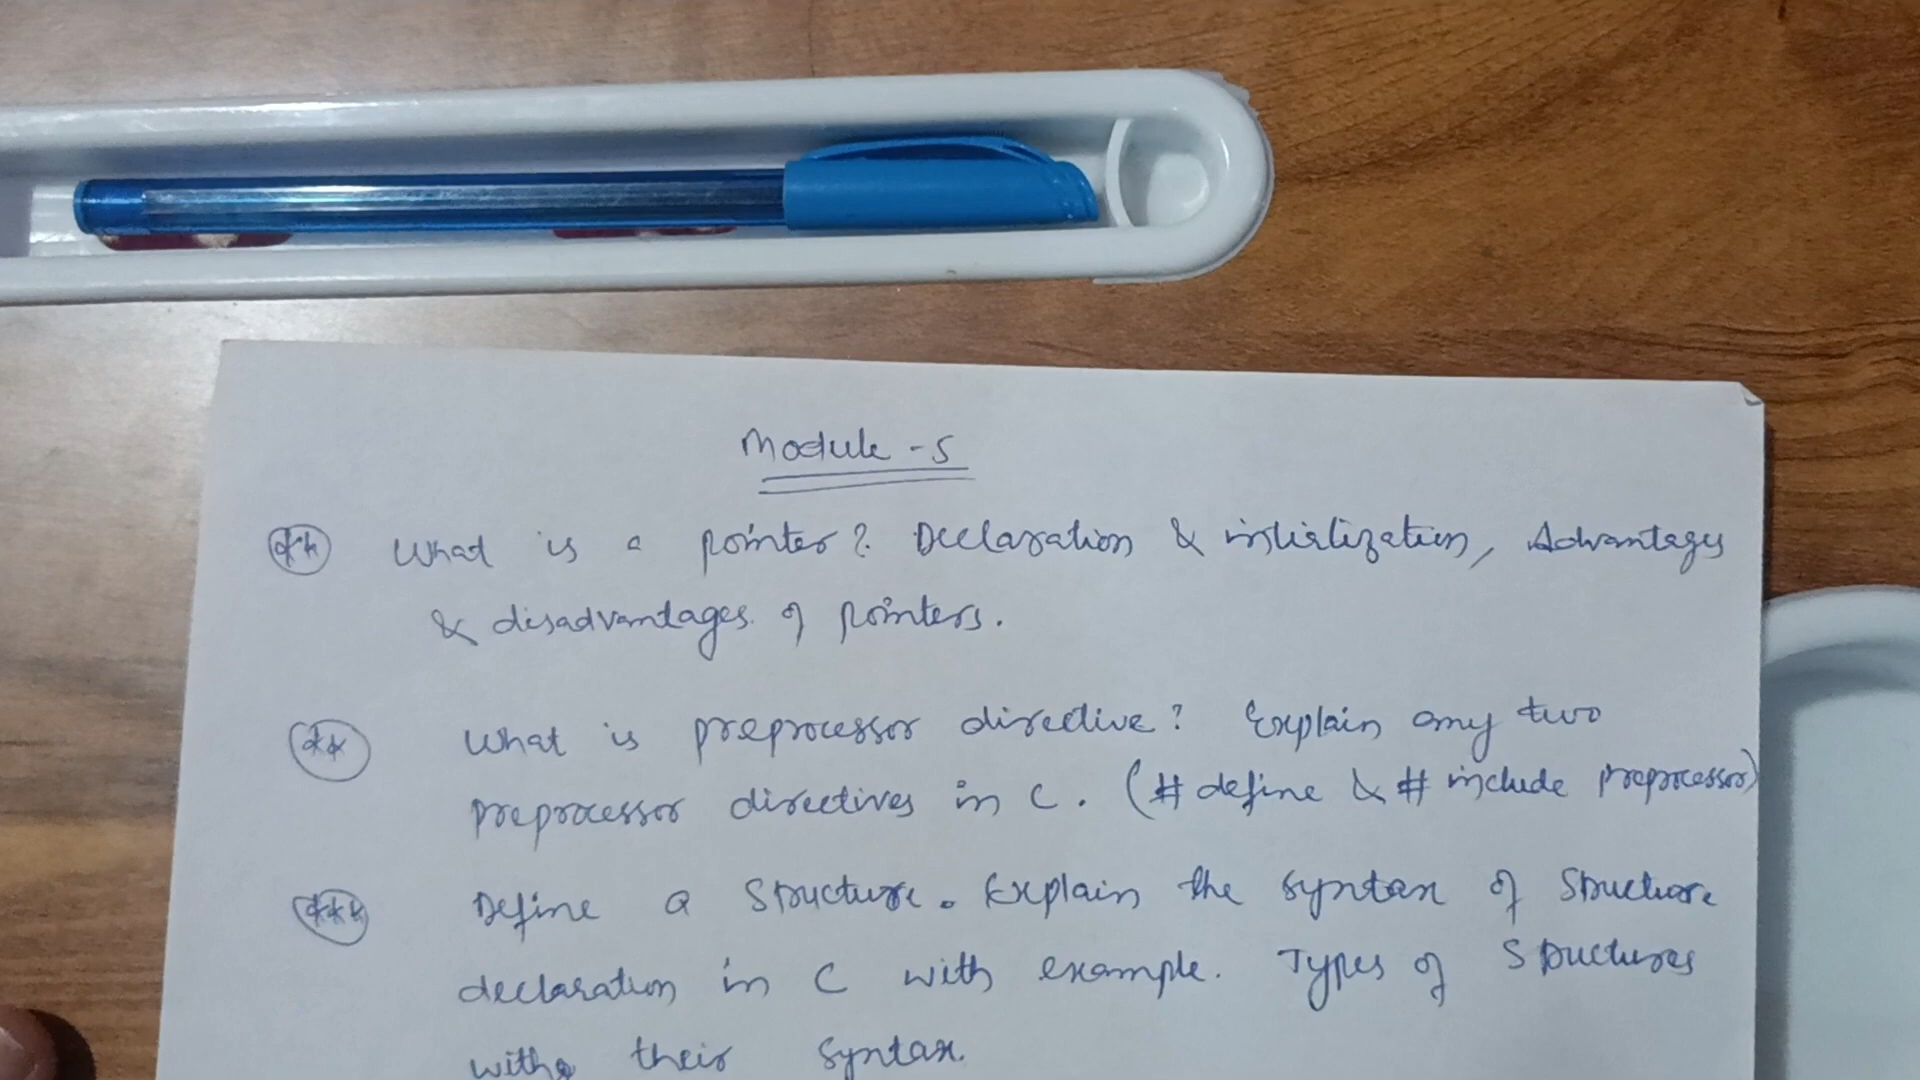 Module - 5
** What is a pointer? Declaration & initialization, Advantages
& disadvantages of pointers.
** What is preprocessor directive? Explain any two
preprocessor directives in C. (# define & # include preprocessor)
*** Define a structure. Explain the syntax of structure
declaration in C with example. Types of structures
with their syntax.